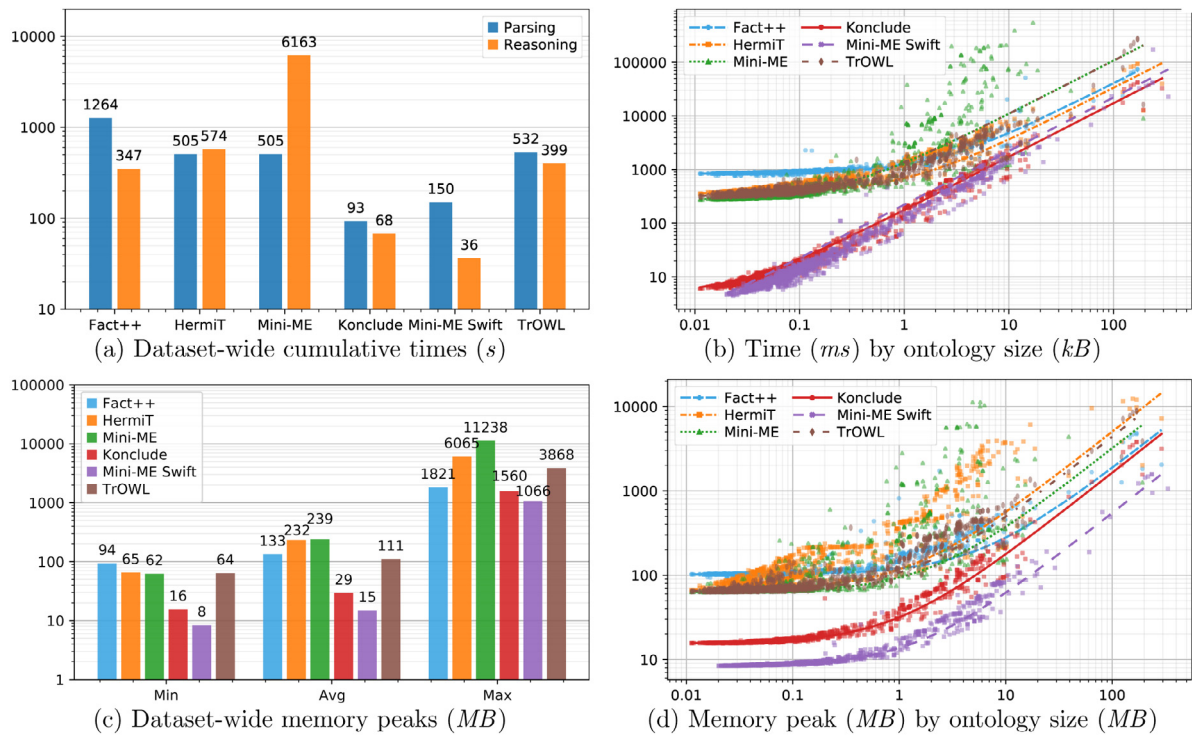 10000
1000
100
10
Parsing
Reasoning
1264
347
505
574
505
6163
93
68
150
36
532
399
Fact++ HermiT Mini-ME Konclude Mini-ME Swift TrOWL
(a) Dataset-wide cumulative times (s)
100000
10000
1000
100
10
Fact++ Konclude
HermiT Mini-ME Swift
Mini-ME TrOWL
0.01 0.1 1 10 100
(b) Time (ms) by ontology size (kB)
100000
10000
1000
100
10
1
Fact++
HermiT
Mini-ME
Konclude
Mini-ME Swift
TrOWL
94
65
62
16
8
64
133
232
239
29
15
111
1821
6065
11238
1560
1066
3868
Min Avg Max
(c) Dataset-wide memory peaks (MB)
10000
1000
100
10
Fact++ Konclude
HermiT Mini-ME Swift
Mini-ME TrOWL
0.01 0.1 1 10 100
(d) Memory peak (MB) by ontology size (MB)